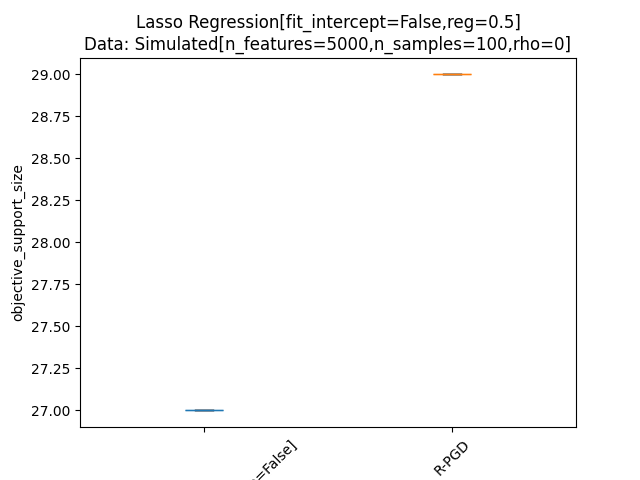 Lasso Regression[fit_intercept=False,reg=0.5]
Data: Simulated[n_features=5000,n_samples=100,rho=0]
objective_support_size
29.00
28.75
28.50
28.25
28.00
27.75
27.50
27.25
27.00
=False]
R-PGD